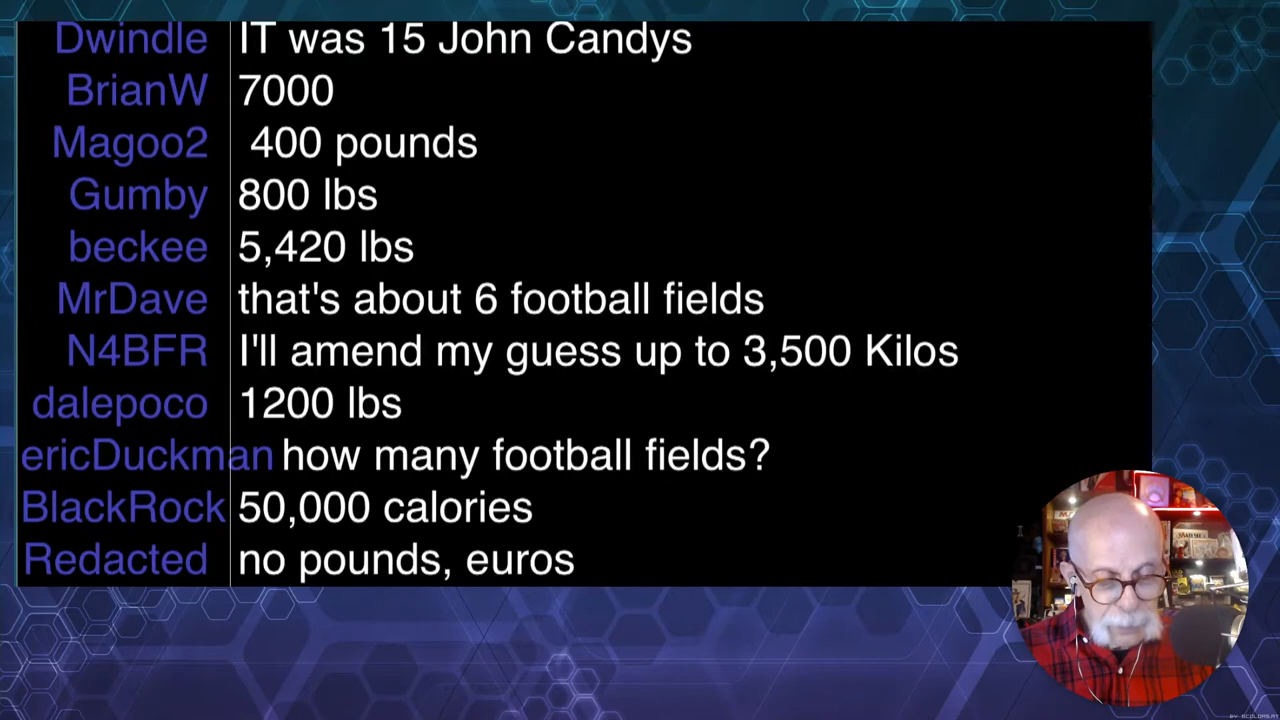 Dwindle IT was 15 John Candys
BrianW 7000
Magoo2 400 pounds
Gumby 800 lbs
beckee 5,420 lbs
MrDave that's about 6 football fields
N4BFR I'll amend my guess up to 3,500 Kilos
dalepoco 1200 lbs
ericDuckman how many football fields?
BlackRock 50,000 calories
Redacted no pounds, euros